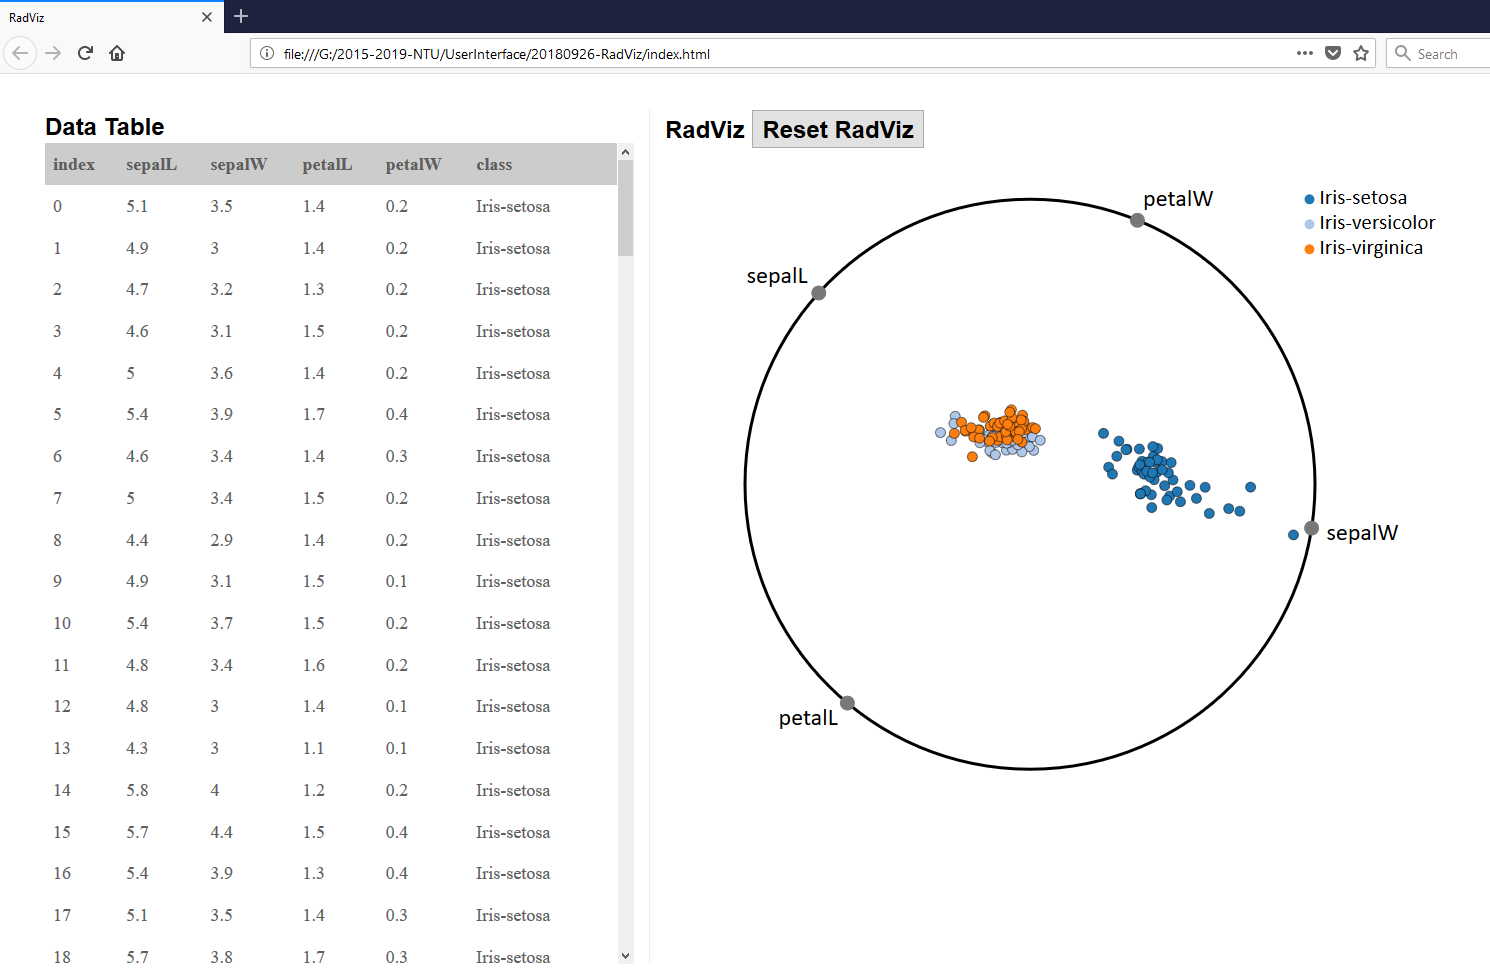 RadViz
file:///G:/2015-2019-NTU/UserInterface/20180926-RadViz/index.html
Search
Data Table
index sepalL sepalW petalL petalW class
0 5.1 3.5 1.4 0.2 Iris-setosa
1 4.9 3 1.4 0.2 Iris-setosa
2 4.7 3.2 1.3 0.2 Iris-setosa
3 4.6 3.1 1.5 0.2 Iris-setosa
4 5 3.6 1.4 0.2 Iris-setosa
5 5.4 3.9 1.7 0.4 Iris-setosa
6 4.6 3.4 1.4 0.3 Iris-setosa
7 5 3.4 1.5 0.2 Iris-setosa
8 4.4 2.9 1.4 0.2 Iris-setosa
9 4.9 3.1 1.5 0.1 Iris-setosa
10 5.4 3.7 1.5 0.2 Iris-setosa
11 4.8 3.4 1.6 0.2 Iris-setosa
12 4.8 3 1.4 0.1 Iris-setosa
13 4.3 3 1.1 0.1 Iris-setosa
14 5.8 4 1.2 0.2 Iris-setosa
15 5.7 4.4 1.5 0.4 Iris-setosa
16 5.4 3.9 1.3 0.4 Iris-setosa
17 5.1 3.5 1.4 0.3 Iris-setosa
18 5.7 3.8 1.7 0.3 Iris-setosa
RadViz Reset RadViz
petalW
sepalL
sepalW
petalL
Iris-setosa
Iris-versicolor
Iris-virginica